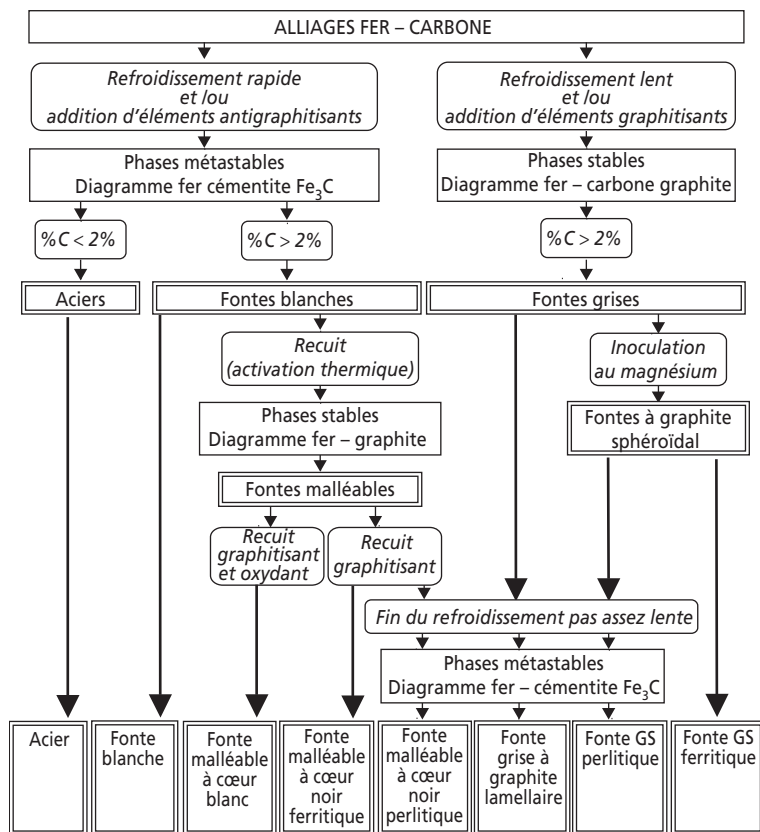 ALLIAGES FER – CARBONE
Refroidissement rapide
et /ou
addition d’éléments antigraphitisants
Refroidissement lent
et /ou
addition d’éléments graphitisants
Phases métastables
Diagramme fer cémentite Fe₃C
Phases stables
Diagramme fer – carbone graphite
%C < 2%
%C > 2%
%C > 2%
Aciers
Fontes blanches
Fontes grises
Recuit
(activation thermique)
Inoculation
au magnésium
Phases stables
Diagramme fer – graphite
Fontes à graphite
sphéroïdal
Fontes malléables
Recuit
graphitisant
et oxydant
Recuit
graphitisant
Fin du refroidissement pas assez lente
Phases métastables
Diagramme fer – cémentite Fe₃C
Acier
Fonte
blanche
Fonte
malléable
à cœur
blanc
Fonte
malléable
à cœur
noir
ferritique
Fonte
malléable
à cœur
noir
perlitique
Fonte
grise à
graphite
lamellaire
Fonte GS
perlitique
Fonte GS
ferritique